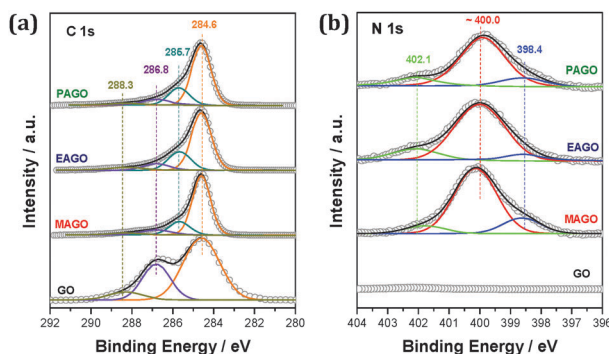 (a)
C 1s
284.6
286.7
286.8
288.3
PAGO
EAGO
MAGO
GO
Intensity / a.u.
292 290 288 286 284 282 280
Binding Energy / eV
(b)
N 1s
~ 400.0
402.1
398.4
PAGO
EAGO
MAGO
GO
Intensity / a.u.
404 403 402 401 400 399 398 397 396
Binding Energy / eV